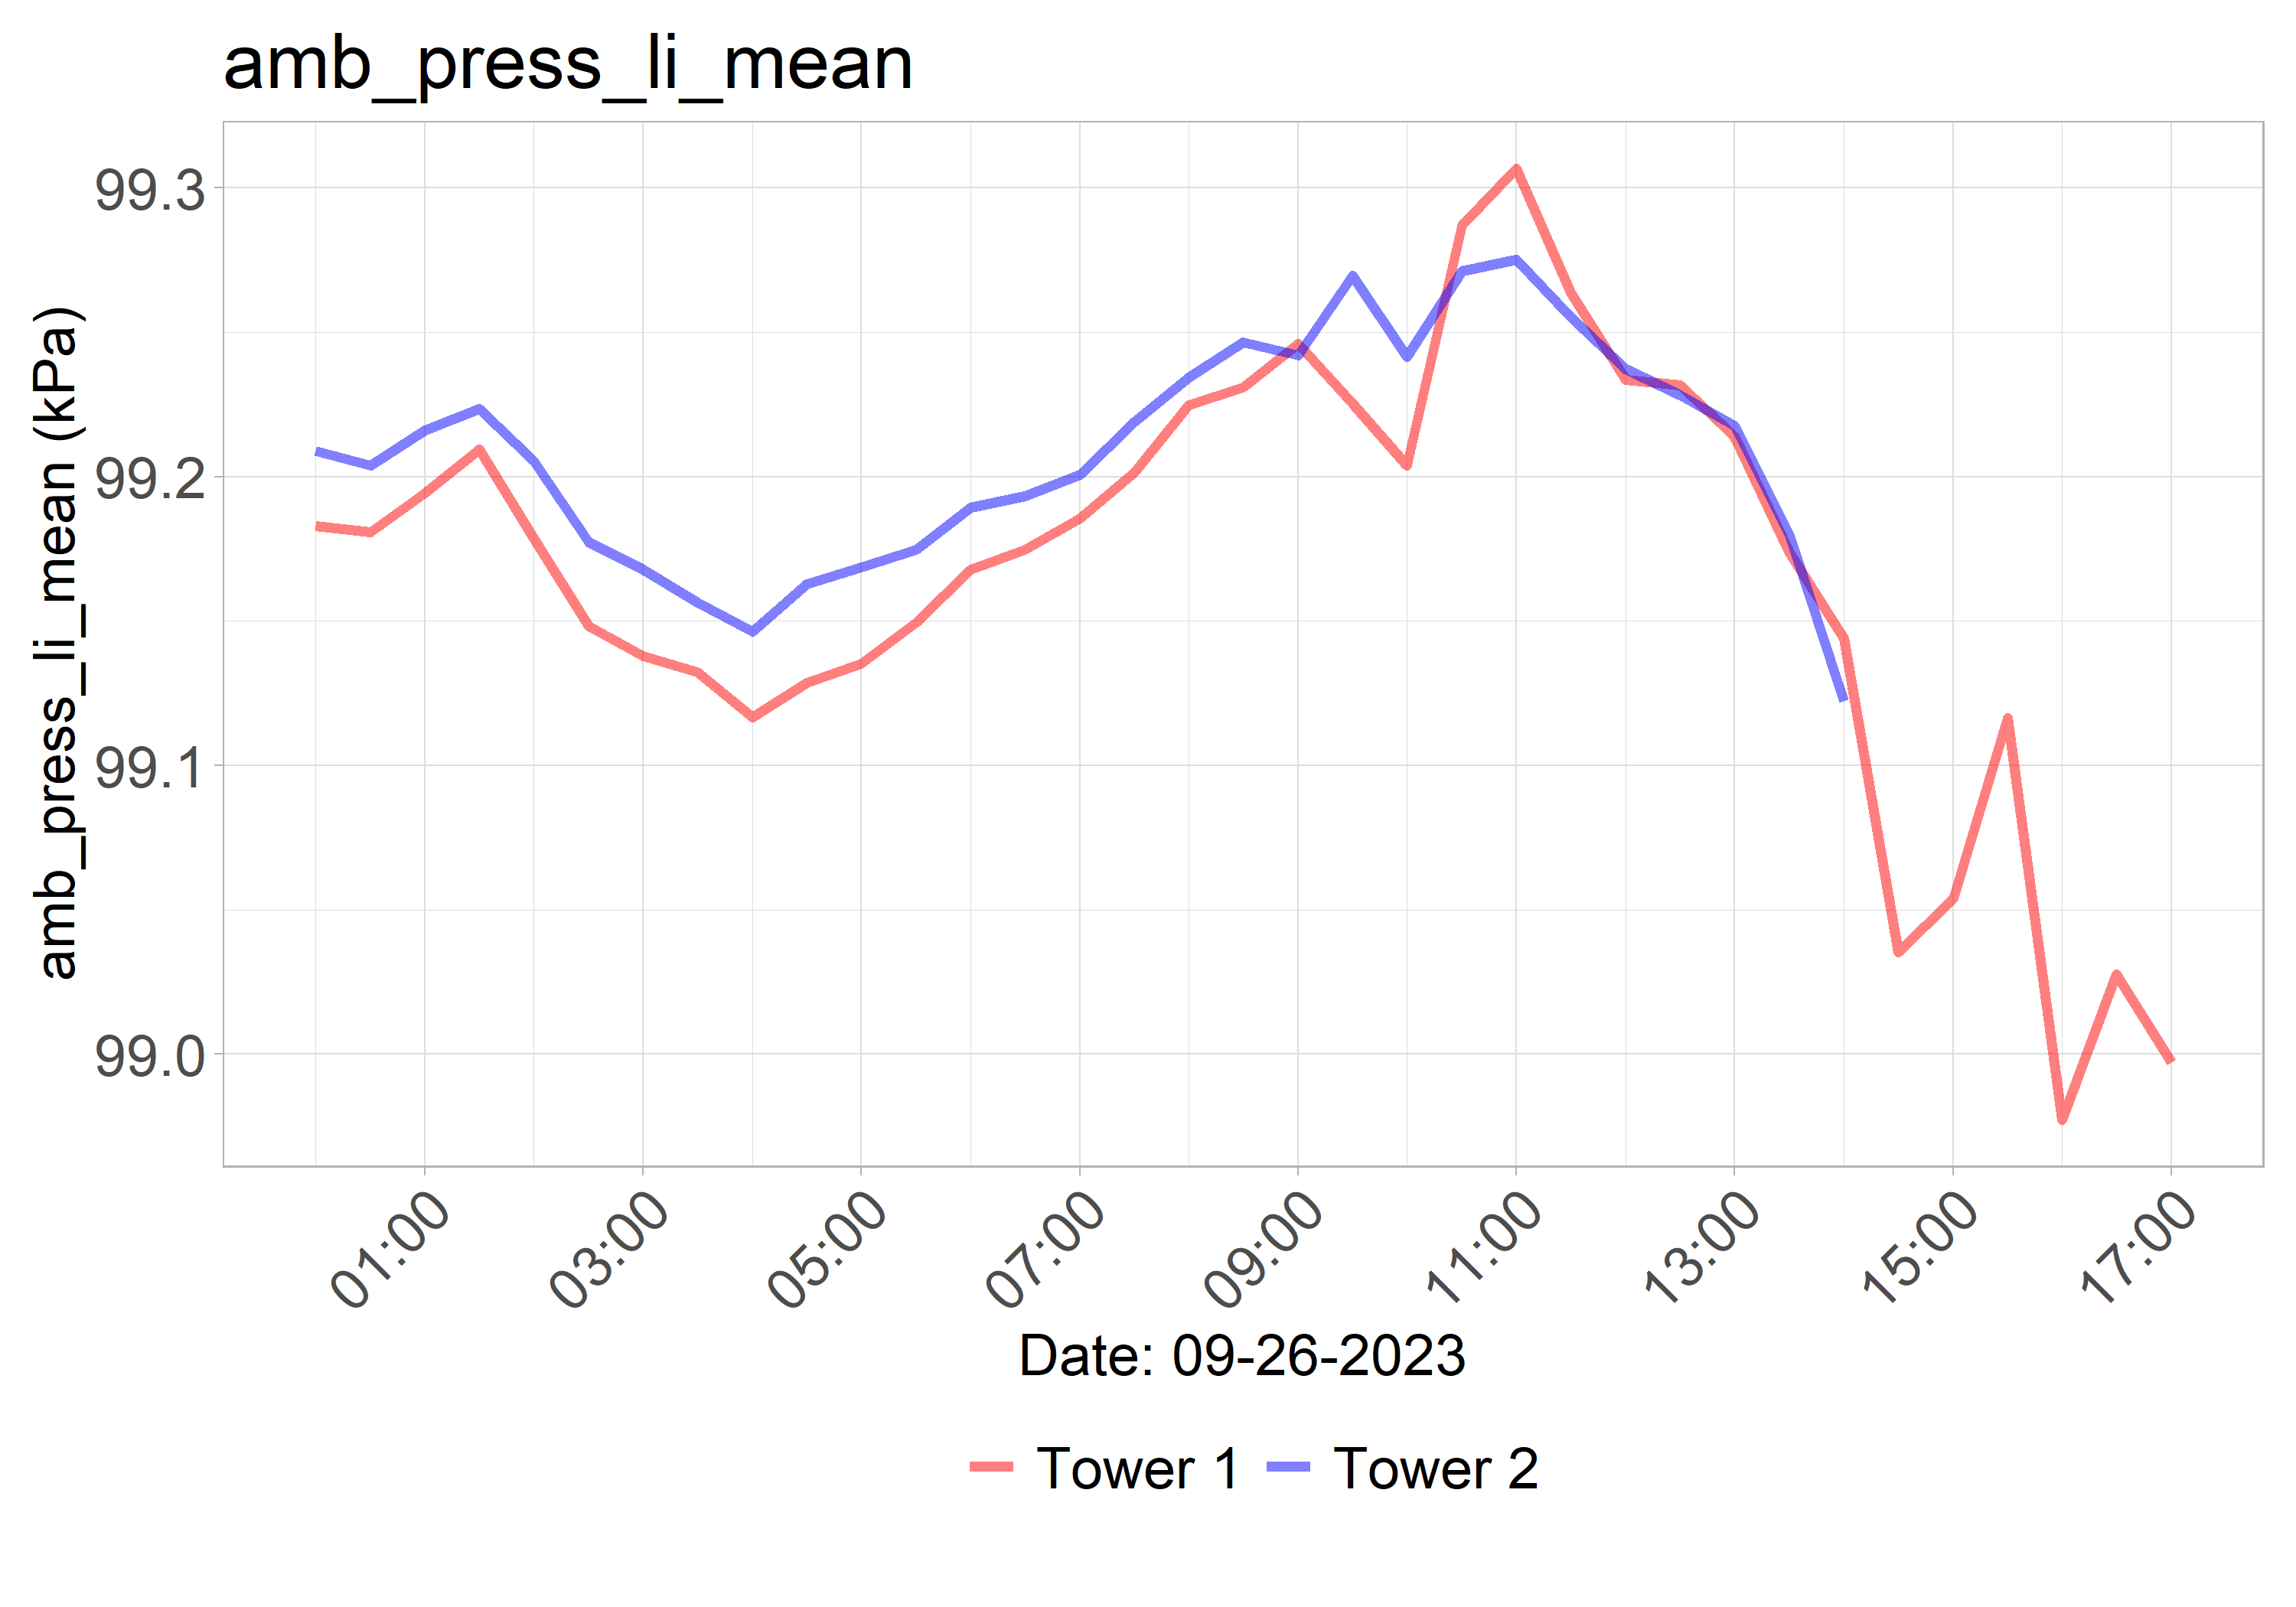 amb_press_li_mean
amb_press_li_mean (kPa)
99.3
99.2
99.1
99.0
01:00 03:00 05:00 07:00 09:00 11:00 13:00 15:00 17:00
Date: 09-26-2023
Tower 1 Tower 2